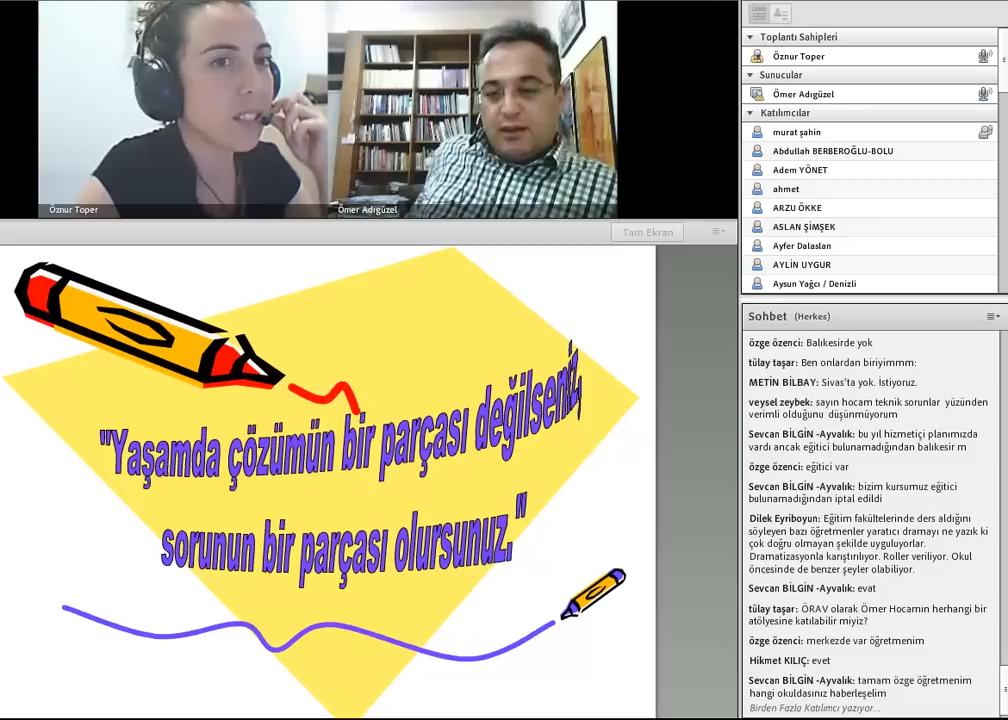 Öznur Toper
Ömer Adıgüzel
Tam Ekran
"Yaşamda çözümün bir parçası değilseniz,
sorunun bir parçası olursunuz."
Toplantı Sahipleri
Öznur Toper
Sunucular
Ömer Adıgüzel
Katılımcılar
murat şahin
Abdullah BERBEROĞLU-BOLU
Adem YÖNET
ahmet
ARZU ÖKKE
ASLAN ŞİMŞEK
Ayfer Dalaslan
AYLİN UYGUR
Aysun Yağcı / Denizli
Sohbet (Herkes)
özge özenci: Balıkesirde yok
tülay taşar: Ben onlardan biriyimmm:
METİN BİLBAY: Sivas'ta yok. İstiyoruz.
veysel zeybek: sayın hocam teknik sorunlar yüzünden
verimli olduğunu düşünmüyorum
Sevcan BİLGİN -Ayvalık: bu yıl hizmetiçi planımızda
vardı ancak eğitici bulunamadığından balıkesir m
özge özenci: eğitici var
Sevcan BİLGİN -Ayvalık: bizim kursumuz eğitici
bulunamadığından iptal edildi
Dilek Eyriboyun: Eğitim fakültelerinde ders aldığını
söyleyen bazı öğretmenler yaratıcı dramayı ne yazık ki
çok doğru olmayan şekilde uyguluyorlar.
Dramatizasyonla karıştırılıyor. Roller veriliyor. Okul
öncesinde de benzer şeyler olabiliyor.
Sevcan BİLGİN -Ayvalık: evat
tülay taşar: ÖRAV olarak Ömer Hocamın herhangi bir
atölyesine katılabilir miyiz?
özge özenci: merkezde var öğretmenim
Hikmet KILIÇ: evet
Sevcan BİLGİN -Ayvalık: tamam özge öğretmenim
hangi okuldasınız haberleşelim
Birden Fazla Katılımcı yazıyor...